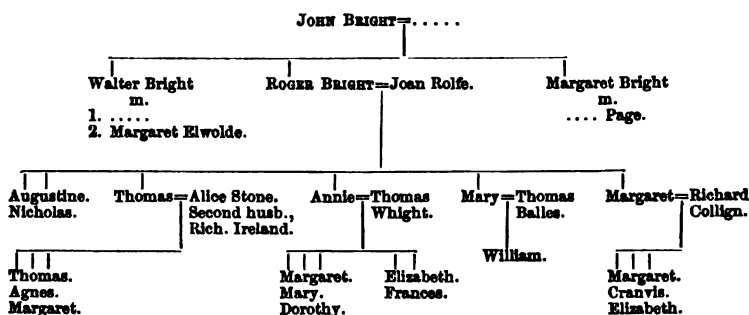 JOHN BRIGHT=.....
Walter Bright
m.
1. .....
2. Margaret Elwolde.
ROGER BRIGHT=Joan Rolfe.
Margaret Bright
m.
.... Page.
Augustine.
Nicholas.
Thomas=Alice Stone.
Second husb.,
Rich. Ireland.
Annie=Thomas
Whight.
Mary=Thomas
Balles.
Margaret=Richard
Collign.
Thomas.
Agnes.
Margaret.
Margaret.
Mary.
Dorothy.
Elizabeth.
Frances.
William.
Margaret.
Cranvis.
Elizabeth.